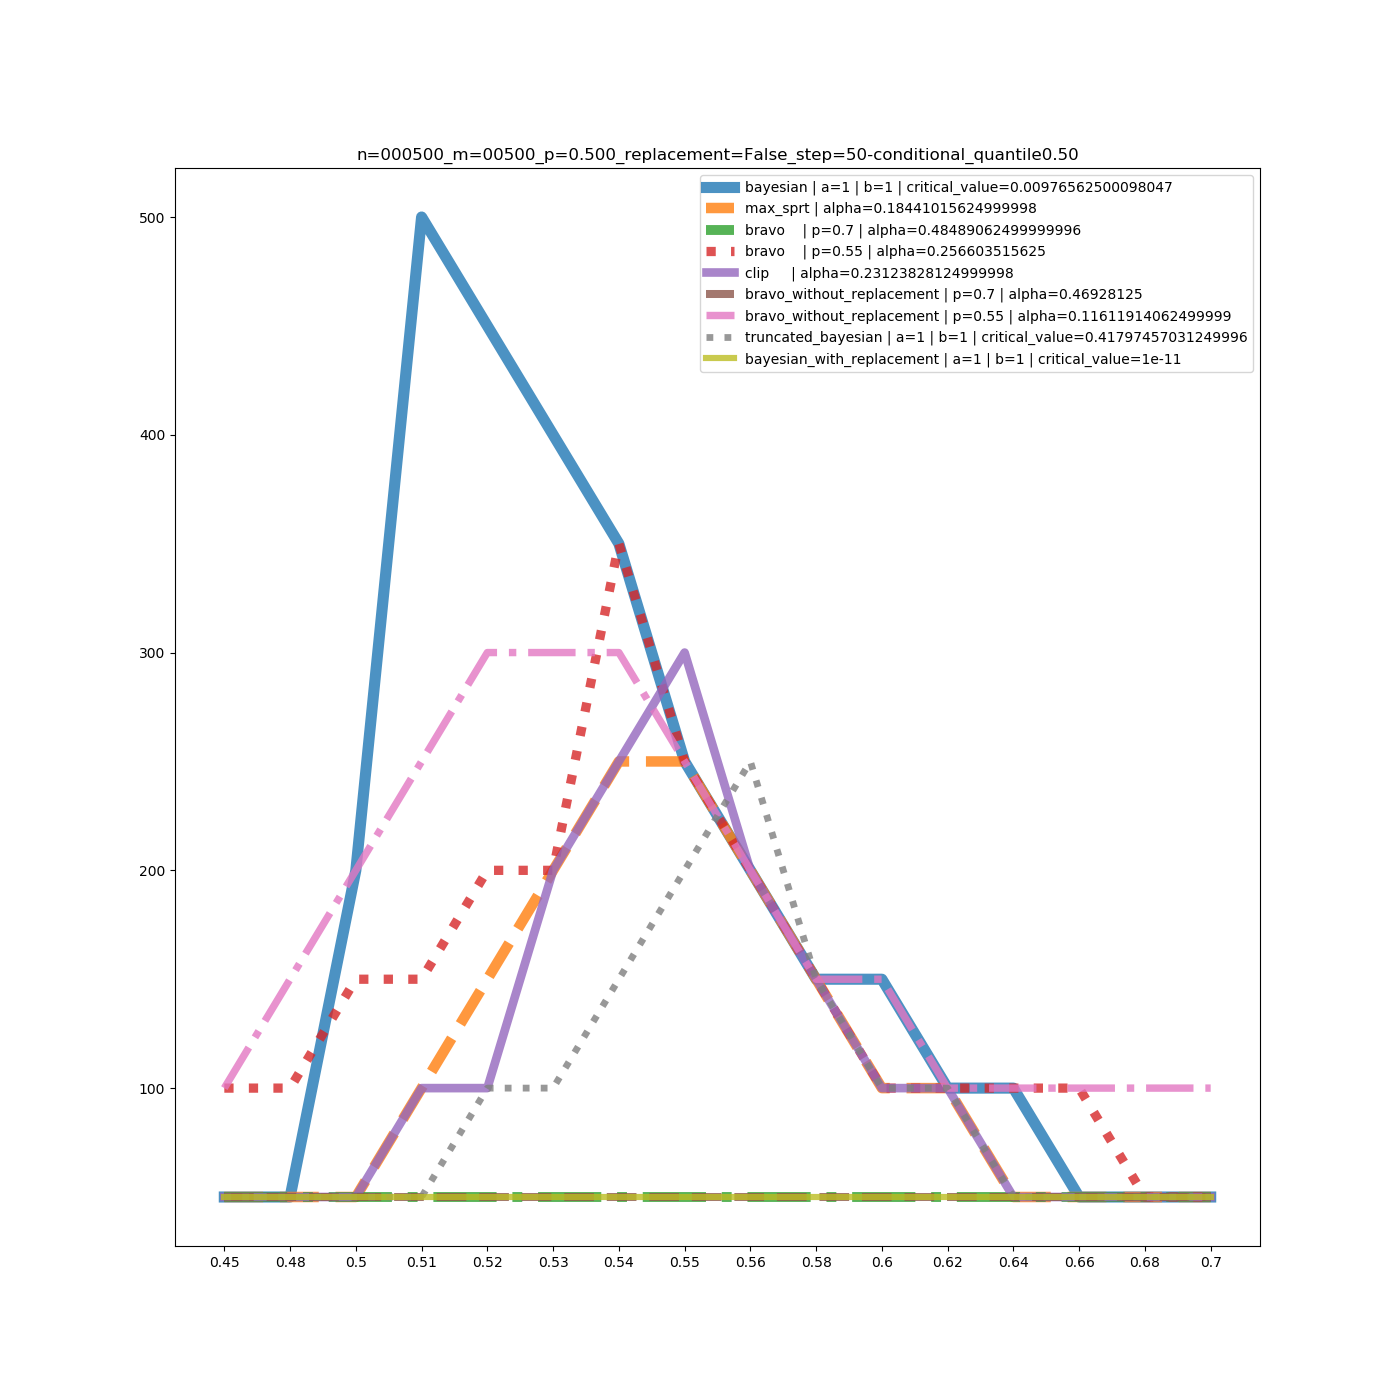 n=000500_m=00500_p=0.500_replacement=False_step=50-conditional_quantile0.50
bayesian | a=1 | b=1 | critical_value=0.00976562500098047
max_sprt | alpha=0.18441015624999998
bravo    | p=0.7 | alpha=0.48489062499999996
bravo    | p=0.55 | alpha=0.256603515625
clip     | alpha=0.23123828124999998
bravo_without_replacement | p=0.7 | alpha=0.46928125
bravo_without_replacement | p=0.55 | alpha=0.11611914062499999
truncated_bayesian | a=1 | b=1 | critical_value=0.41797457031249996
bayesian_with_replacement | a=1 | b=1 | critical_value=1e-11
500
400
300
200
100
0.45 0.48 0.5 0.51 0.52 0.53 0.54 0.55 0.56 0.58 0.6 0.62 0.64 0.66 0.68 0.7